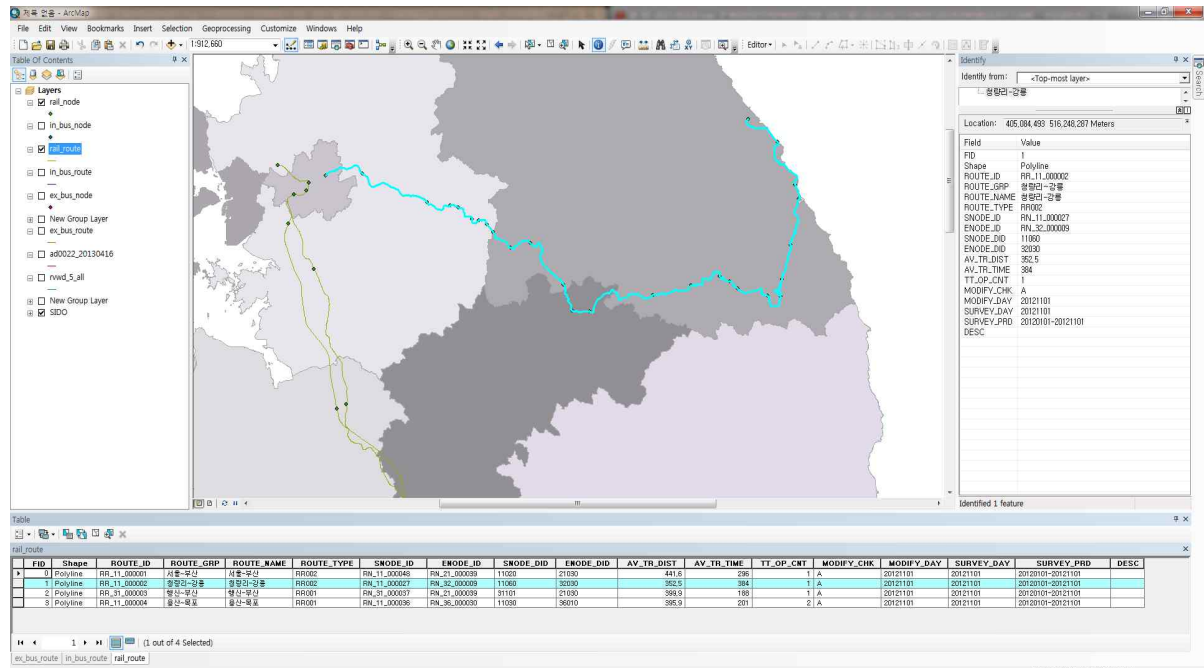 제목 없음 - ArcMap
File Edit View Bookmarks Insert Selection Geoprocessing Customize Windows Help
1:912,660
Editor
Table Of Contents
Layers
rail_node
in_bus_node
rail_route
in_bus_route
ex_bus_node
New Group Layer
ex_bus_route
ad0022_20130416
rvwd_5_all
New Group Layer
SIDO
Identify
Identify from: <Top-most layer>
청량리-강릉
Location: 405,084,493 516,248,287 Meters
Field Value
FID 1
Shape Polyline
ROUTE_ID RR_11_000002
ROUTE_GRP 청량리-강릉
ROUTE_NAME 청량리-강릉
ROUTE_TYPE RR002
SNODE_ID RN_11_000027
ENODE_ID RN_32_000009
SNODE_DID 11060
ENODE_DID 32030
AV_TR_DIST 352,5
AV_TR_TIME 384
TT_OP_CNT 1
MODIFY_CHK A
MODIFY_DAY 20121101
SURVEY_DAY 20121101
SURVEY_PRD 20120101-20121101
DESC
Identified 1 feature
Search
Table
rail_route
FID Shape ROUTE_ID ROUTE_GRP ROUTE_NAME ROUTE_TYPE SNODE_ID ENODE_ID SNODE_DID ENODE_DID AV_TR_DIST AV_TR_TIME TT_OP_CNT MODIFY_CHK MODIFY_DAY SURVEY_DAY SURVEY_PRD DESC
0 Polyline RR_11_000001 서울-부산 서울-부산 RR002 RN_11_000048 RN_21_000039 11020 21030 441,6 296 1 A 20121101 20121101 20120101-20121101
1 Polyline RR_11_000002 청량리-강릉 청량리-강릉 RR002 RN_11_000027 RN_32_000009 11060 32030 352,5 384 1 A 20121101 20121101 20120101-20121101
2 Polyline RR_31_000003 행신-부산 행신-부산 RR001 RN_31_000037 RN_21_000039 31101 21030 399,9 168 1 A 20121101 20121101 20120101-20121101
3 Polyline RR_11_000004 용산-목포 용산-목포 RR001 RN_11_000036 RN_36_000030 11030 36010 395,9 201 2 A 20121101 20121101 20120101-20121101
1 (1 out of 4 Selected)
ex_bus_route in_bus_route rail_route